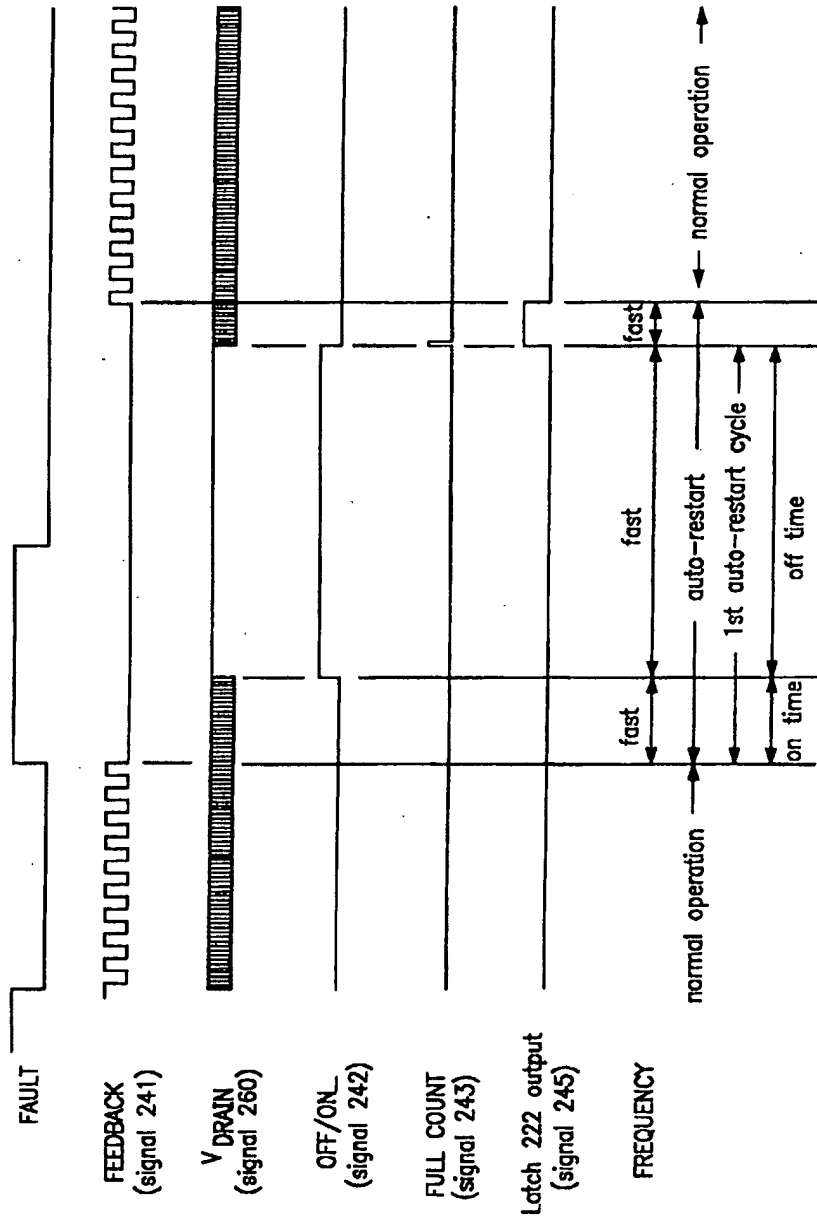 FAULT
FEEDBACK
(signal 241)
V DRAIN
(signal 260)
OFF/ON_
(signal 242)
FULL COUNT
(signal 243)
Latch 222 output
(signal 245)
FREQUENCY
fast
fast
fast
normal operation
auto-restart
normal operation
1st auto-restart cycle
on time
off time